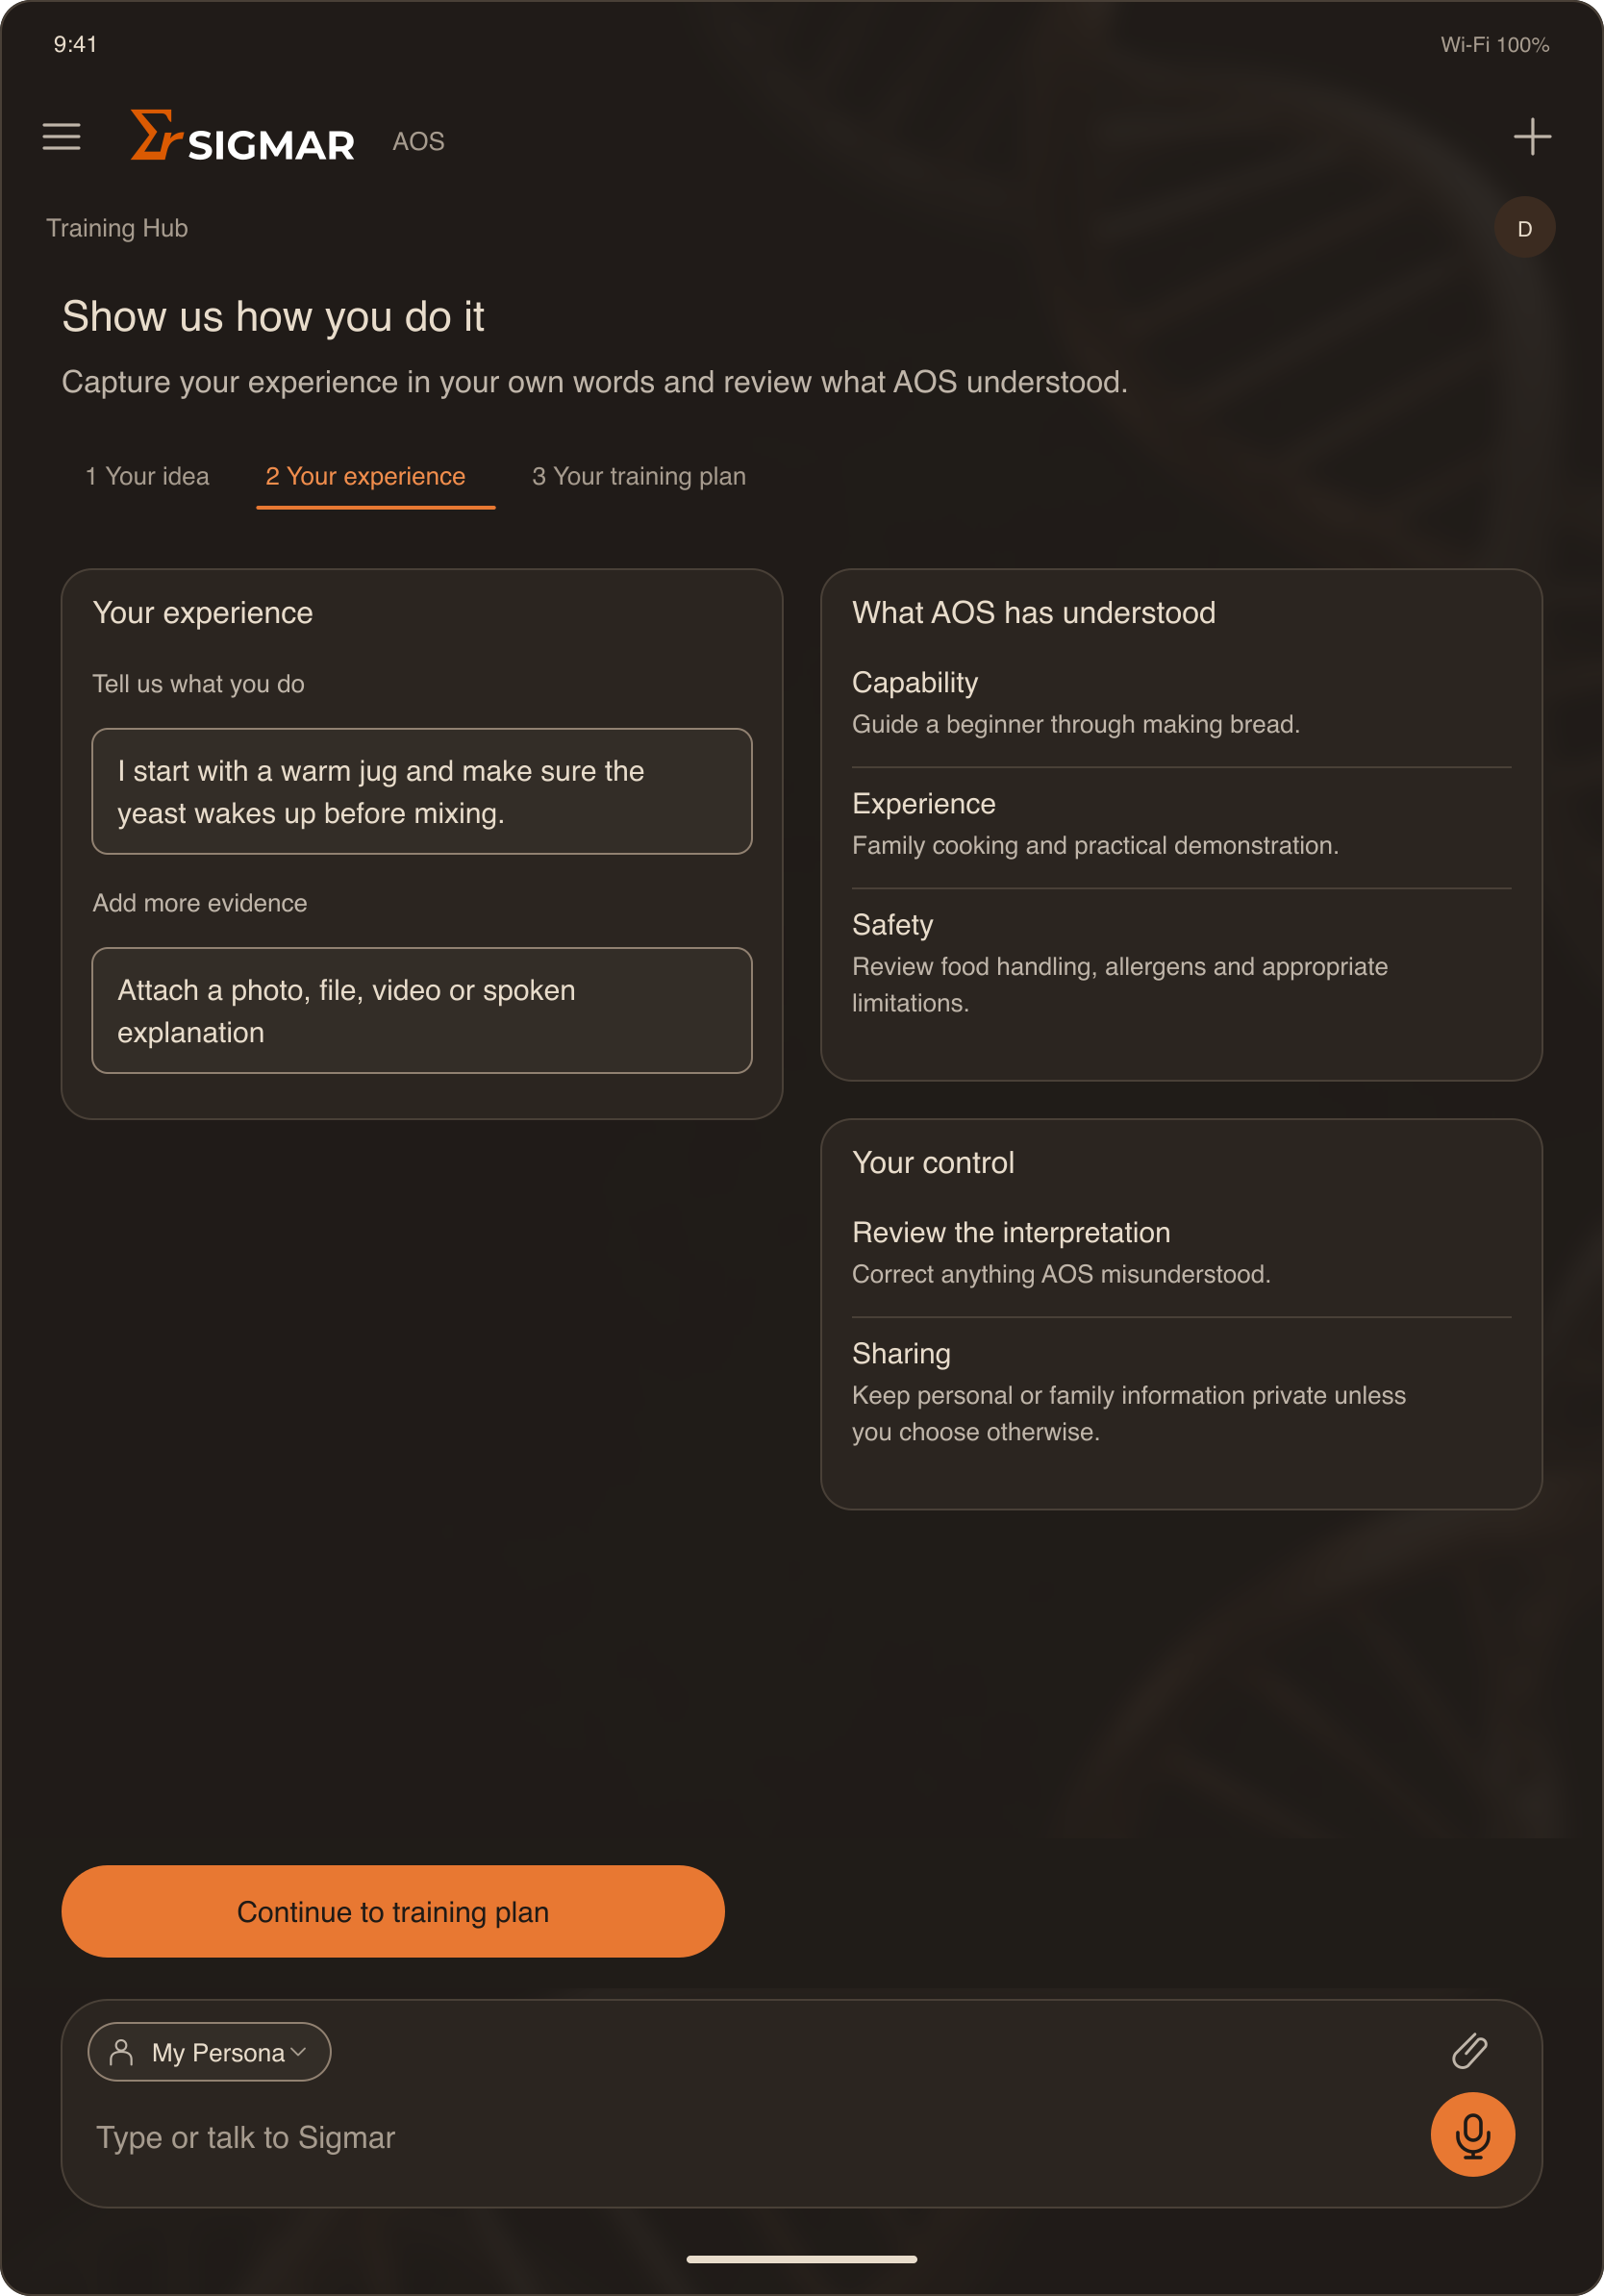 9:41
Wi-Fi 100%
Σr SIGMAR AOS
Training Hub
D
Show us how you do it
Capture your experience in your own words and review what AOS understood.
1 Your idea
2 Your experience
3 Your training plan
Your experience
Tell us what you do
I start with a warm jug and make sure the
yeast wakes up before mixing.
Add more evidence
Attach a photo, file, video or spoken
explanation
What AOS has understood
Capability
Guide a beginner through making bread.
Experience
Family cooking and practical demonstration.
Safety
Review food handling, allergens and appropriate
limitations.
Your control
Review the interpretation
Correct anything AOS misunderstood.
Sharing
Keep personal or family information private unless
you choose otherwise.
Continue to training plan
My Persona
Type or talk to Sigmar